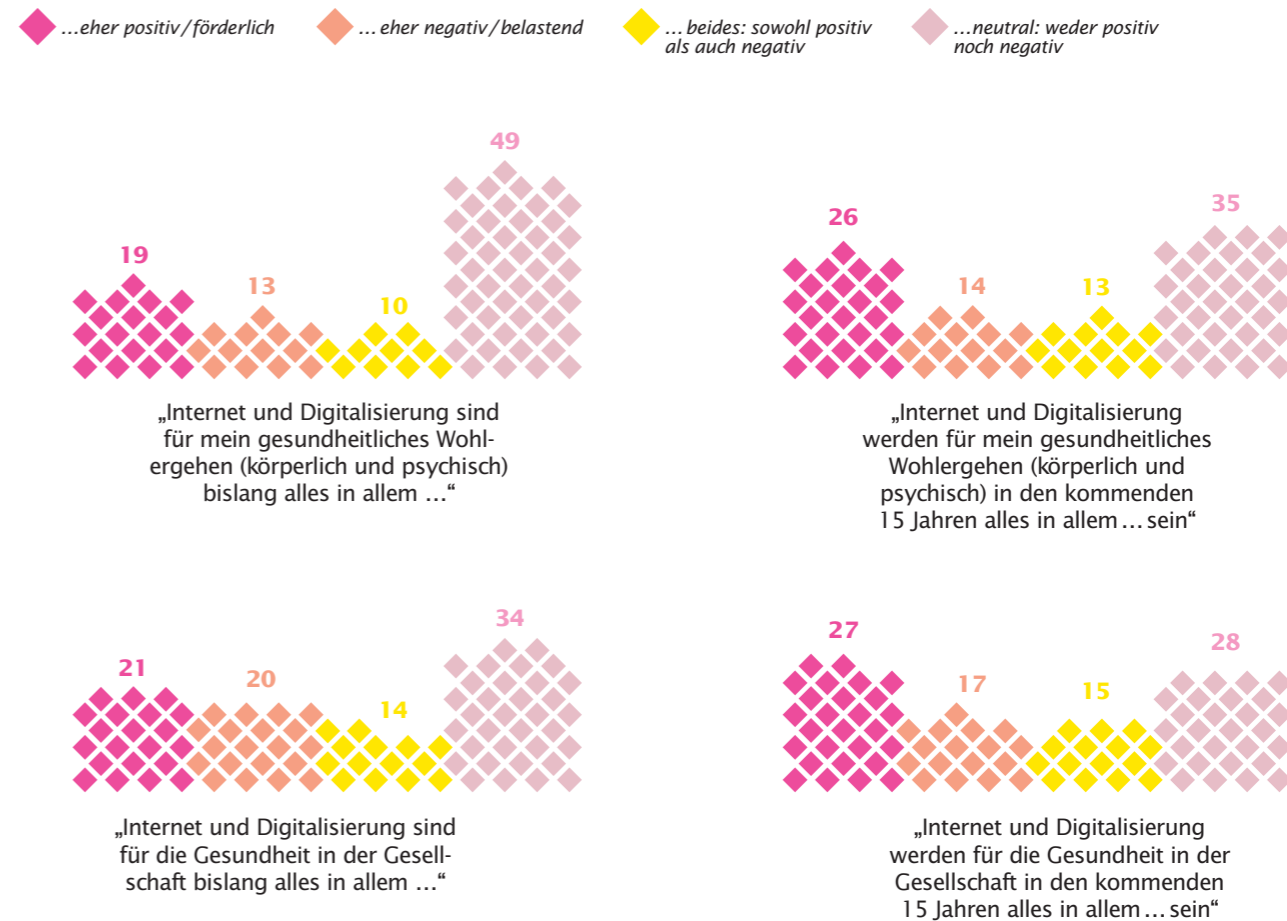 …eher positiv/förderlich
… eher negativ/belastend
… beides: sowohl positiv
als auch negativ
…neutral: weder positiv
noch negativ
19
13
10
49
„Internet und Digitalisierung sind
für mein gesundheitliches Wohl-
ergehen (körperlich und psychisch)
bislang alles in allem …“
26
14
13
35
„Internet und Digitalisierung
werden für mein gesundheitliches
Wohlergehen (körperlich und
psychisch) in den kommenden
15 Jahren alles in allem … sein“
21
20
14
34
„Internet und Digitalisierung sind
für die Gesundheit in der Gesell-
schaft bislang alles in allem …“
27
17
15
28
„Internet und Digitalisierung
werden für die Gesundheit in der
Gesellschaft in den kommenden
15 Jahren alles in allem … sein“